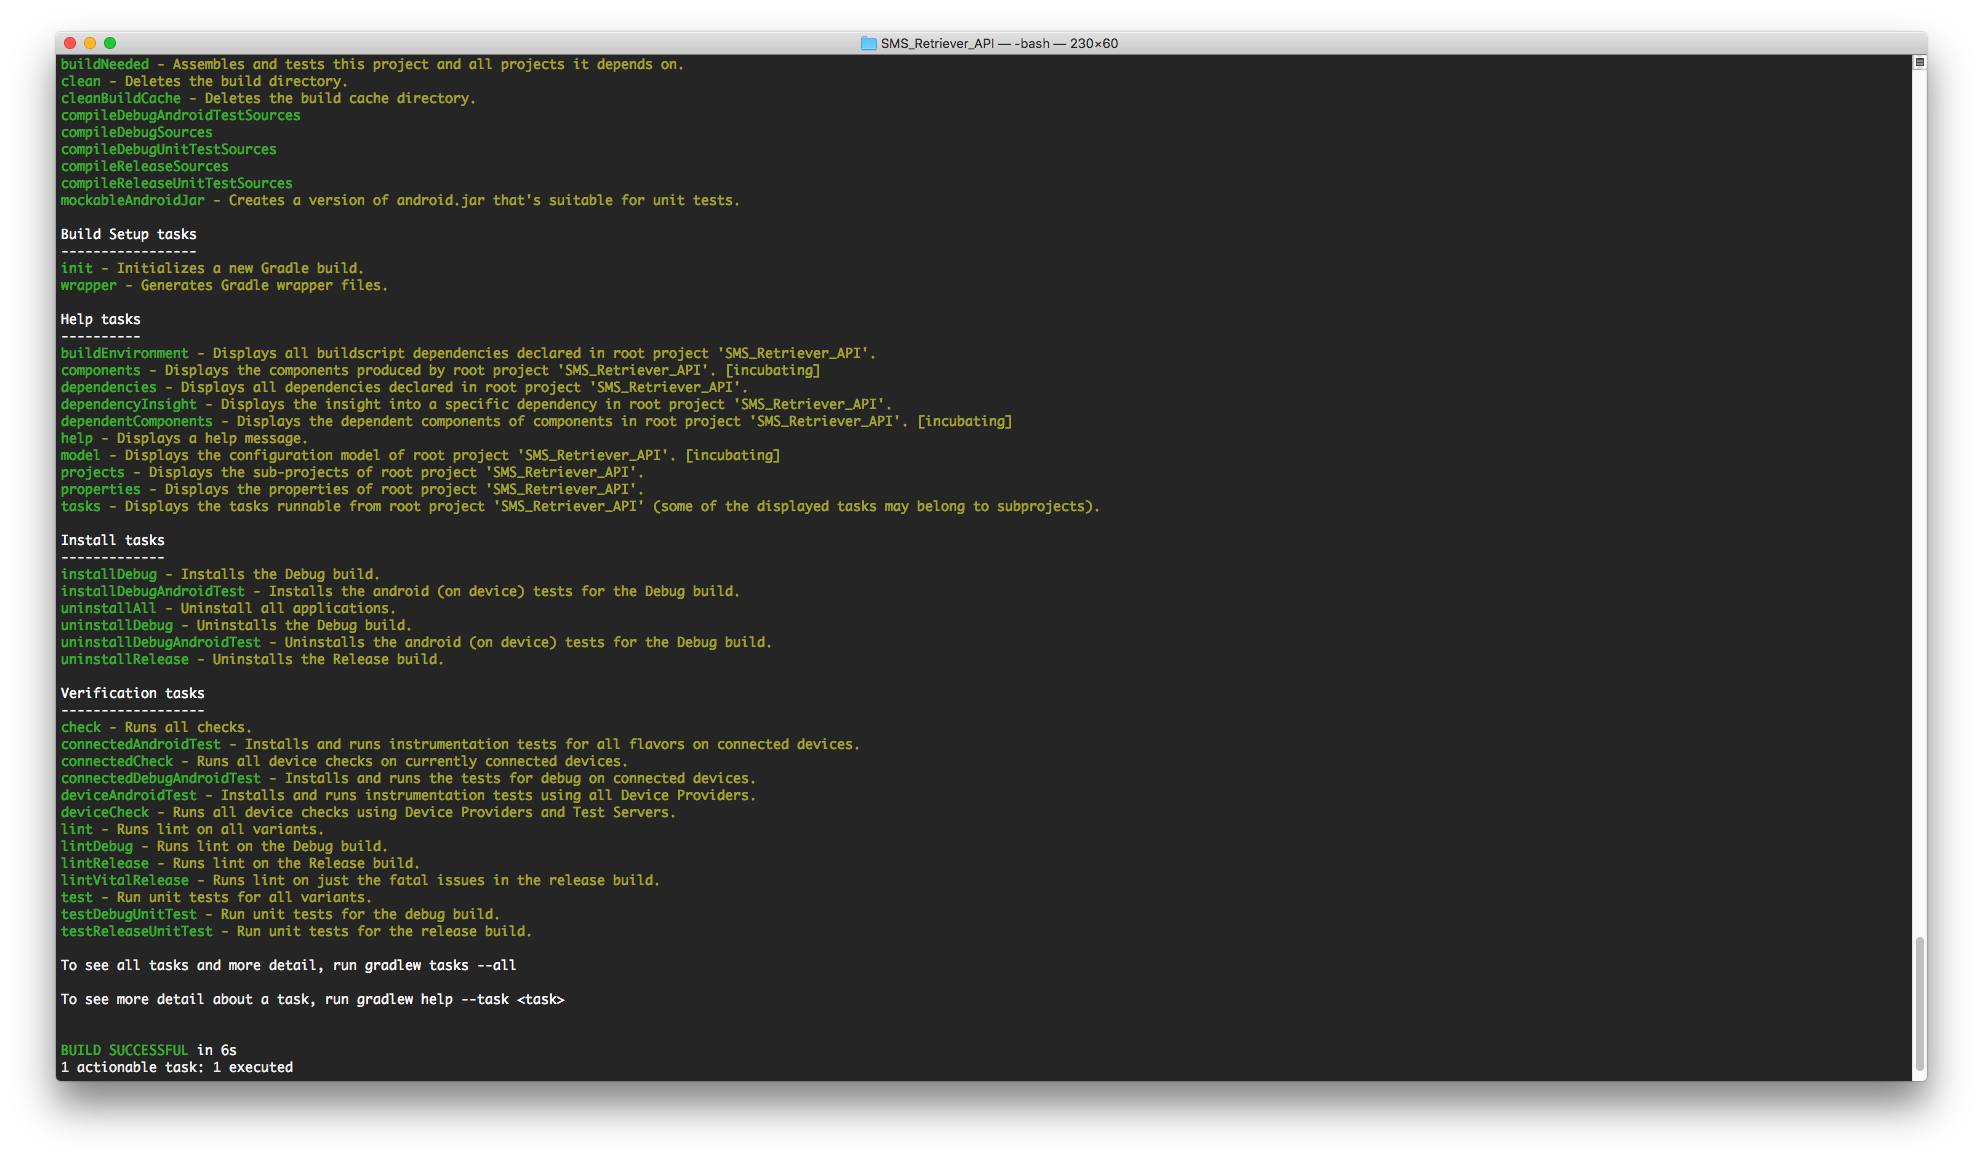 SMS_Retriever_API — -bash — 230×60
buildNeeded - Assembles and tests this project and all projects it depends on.
clean - Deletes the build directory.
cleanBuildCache - Deletes the build cache directory.
compileDebugAndroidTestSources
compileDebugSources
compileDebugUnitTestSources
compileReleaseSources
compileReleaseUnitTestSources
mockableAndroidJar - Creates a version of android.jar that's suitable for unit tests.
Build Setup tasks
-----------------
init - Initializes a new Gradle build.
wrapper - Generates Gradle wrapper files.
Help tasks
----------
buildEnvironment - Displays all buildscript dependencies declared in root project 'SMS_Retriever_API'.
components - Displays the components produced by root project 'SMS_Retriever_API'. [incubating]
dependencies - Displays all dependencies declared in root project 'SMS_Retriever_API'.
dependencyInsight - Displays the insight into a specific dependency in root project 'SMS_Retriever_API'.
dependentComponents - Displays the dependent components of components in root project 'SMS_Retriever_API'. [incubating]
help - Displays a help message.
model - Displays the configuration model of root project 'SMS_Retriever_API'. [incubating]
projects - Displays the sub-projects of root project 'SMS_Retriever_API'.
properties - Displays the properties of root project 'SMS_Retriever_API'.
tasks - Displays the tasks runnable from root project 'SMS_Retriever_API' (some of the displayed tasks may belong to subprojects).
Install tasks
-------------
installDebug - Installs the Debug build.
installDebugAndroidTest - Installs the android (on device) tests for the Debug build.
uninstallAll - Uninstall all applications.
uninstallDebug - Uninstalls the Debug build.
uninstallDebugAndroidTest - Uninstalls the android (on device) tests for the Debug build.
uninstallRelease - Uninstalls the Release build.
Verification tasks
------------------
check - Runs all checks.
connectedAndroidTest - Installs and runs instrumentation tests for all flavors on connected devices.
connectedCheck - Runs all device checks on currently connected devices.
connectedDebugAndroidTest - Installs and runs the tests for debug on connected devices.
deviceAndroidTest - Installs and runs instrumentation tests using all Device Providers.
deviceCheck - Runs all device checks using Device Providers and Test Servers.
lint - Runs lint on all variants.
lintDebug - Runs lint on the Debug build.
lintRelease - Runs lint on the Release build.
lintVitalRelease - Runs lint on just the fatal issues in the release build.
test - Run unit tests for all variants.
testDebugUnitTest - Run unit tests for the debug build.
testReleaseUnitTest - Run unit tests for the release build.
To see all tasks and more detail, run gradlew tasks --all
To see more detail about a task, run gradlew help --task <task>
BUILD SUCCESSFUL in 6s
1 actionable task: 1 executed